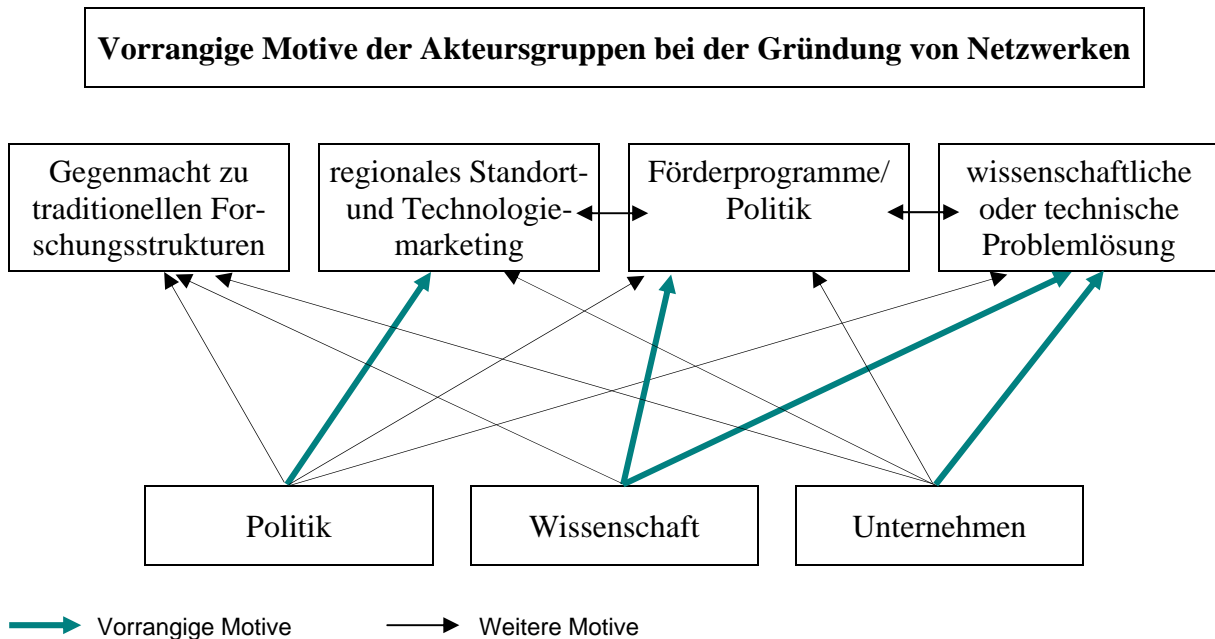 Vorrangige Motive der Akteursgruppen bei der Gründung von Netzwerken
Gegenmacht zu
traditionellen For-
schungsstrukturen
regionales Standort-
und Technologie-
marketing
Förderprogramme/
Politik
wissenschaftliche
oder technische
Problemlösung
Politik
Wissenschaft
Unternehmen
Vorrangige Motive
Weitere Motive